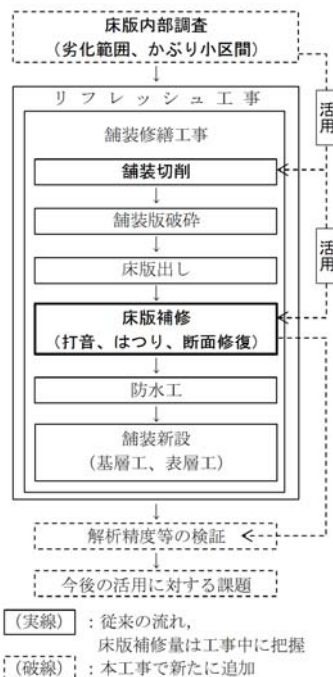 床版内部調査
(劣化範囲、かぶり小区間)
↓
リフレッシュ工事
活用
舗装修繕工事
舗装切削
↓
舗装版破砕
↓
床版出し
活用
↓
床版補修
(打音、はつり、断面修復)
↓
防水工
↓
舗装新設
(基層工、表層工)
↓
解析精度等の検証
↓
今後の活用に対する課題
(実線) : 従来の流れ,
床版補修量は工事中に把握
(破線) : 本工事で新たに追加